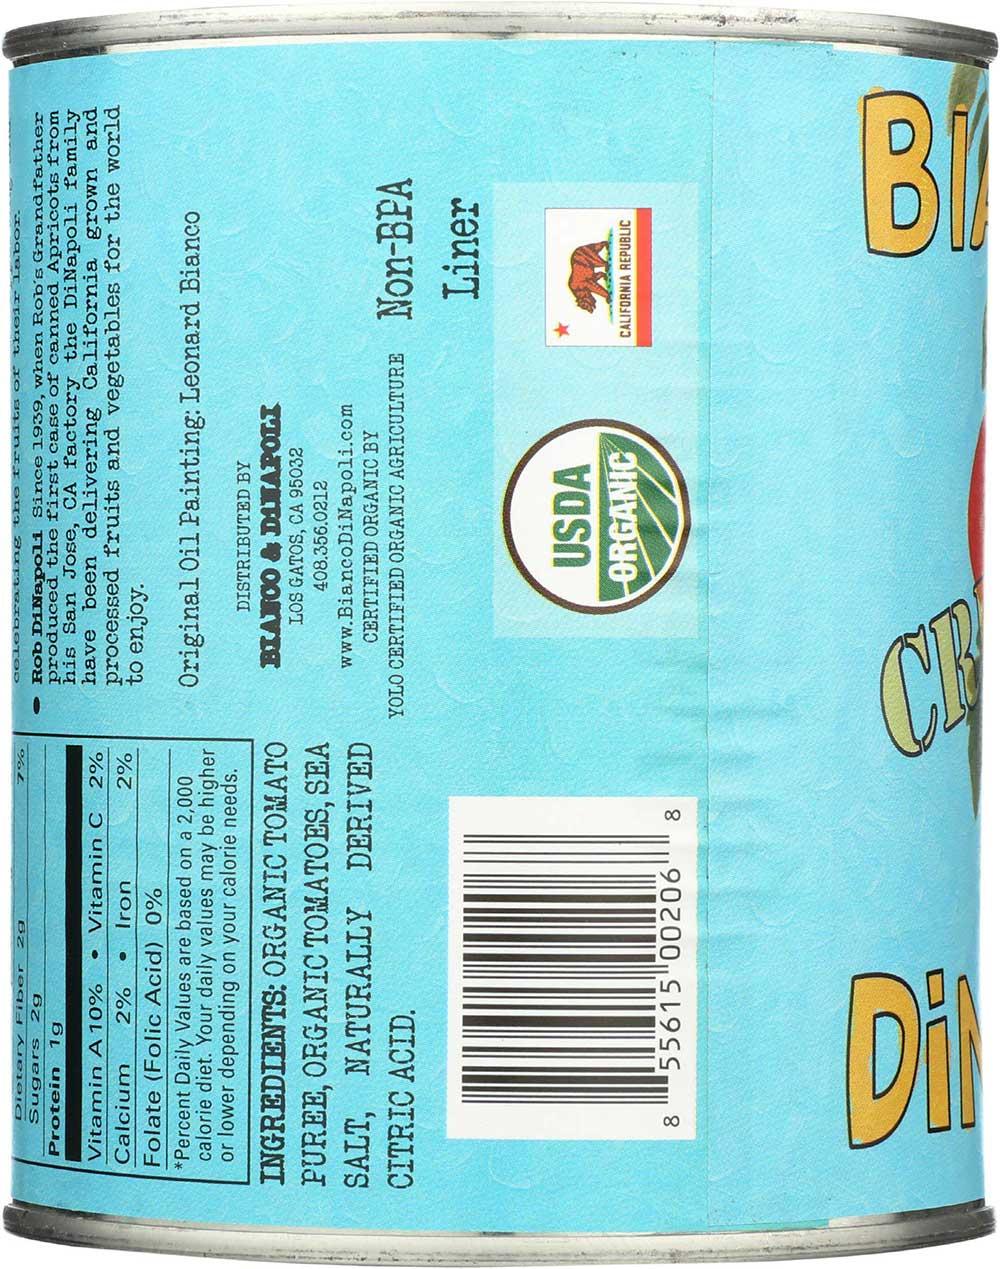 Dietary Fiber 2g 7%
Sugars 2g
Protein 1g
Vitamin A 10% • Vitamin C 2%
Calcium 2% • Iron 2%
Folate (Folic Acid) 0%
*Percent Daily Values are based on a 2,000
calorie diet. Your daily values may be higher
or lower depending on your calorie needs.
INGREDIENTS: ORGANIC TOMATO
PUREE, ORGANIC TOMATOES, SEA
SALT, NATURALLY DERIVED
CITRIC ACID.
8 55615 00206 8
celebrating the fruits of their labor.
• Rob DiNapoli Since 1939, when Rob's Grandfather
produced the first case of canned Apricots from
his San Jose, CA factory the DiNapoli family
have been delivering California grown and
processed fruits and vegetables for the world
to enjoy.
Original Oil Painting: Leonard Bianco
DISTRIBUTED BY
BIANCO & DiNAPOLI
LOS GATOS, CA 95032
408.356.0212
www.BiancoDiNapoli.com
CERTIFIED ORGANIC BY
YOLO CERTIFIED ORGANIC AGRICULTURE
Non-BPA
Liner
USDA
ORGANIC
CALIFORNIA REPUBLIC
BI
DiN
CR